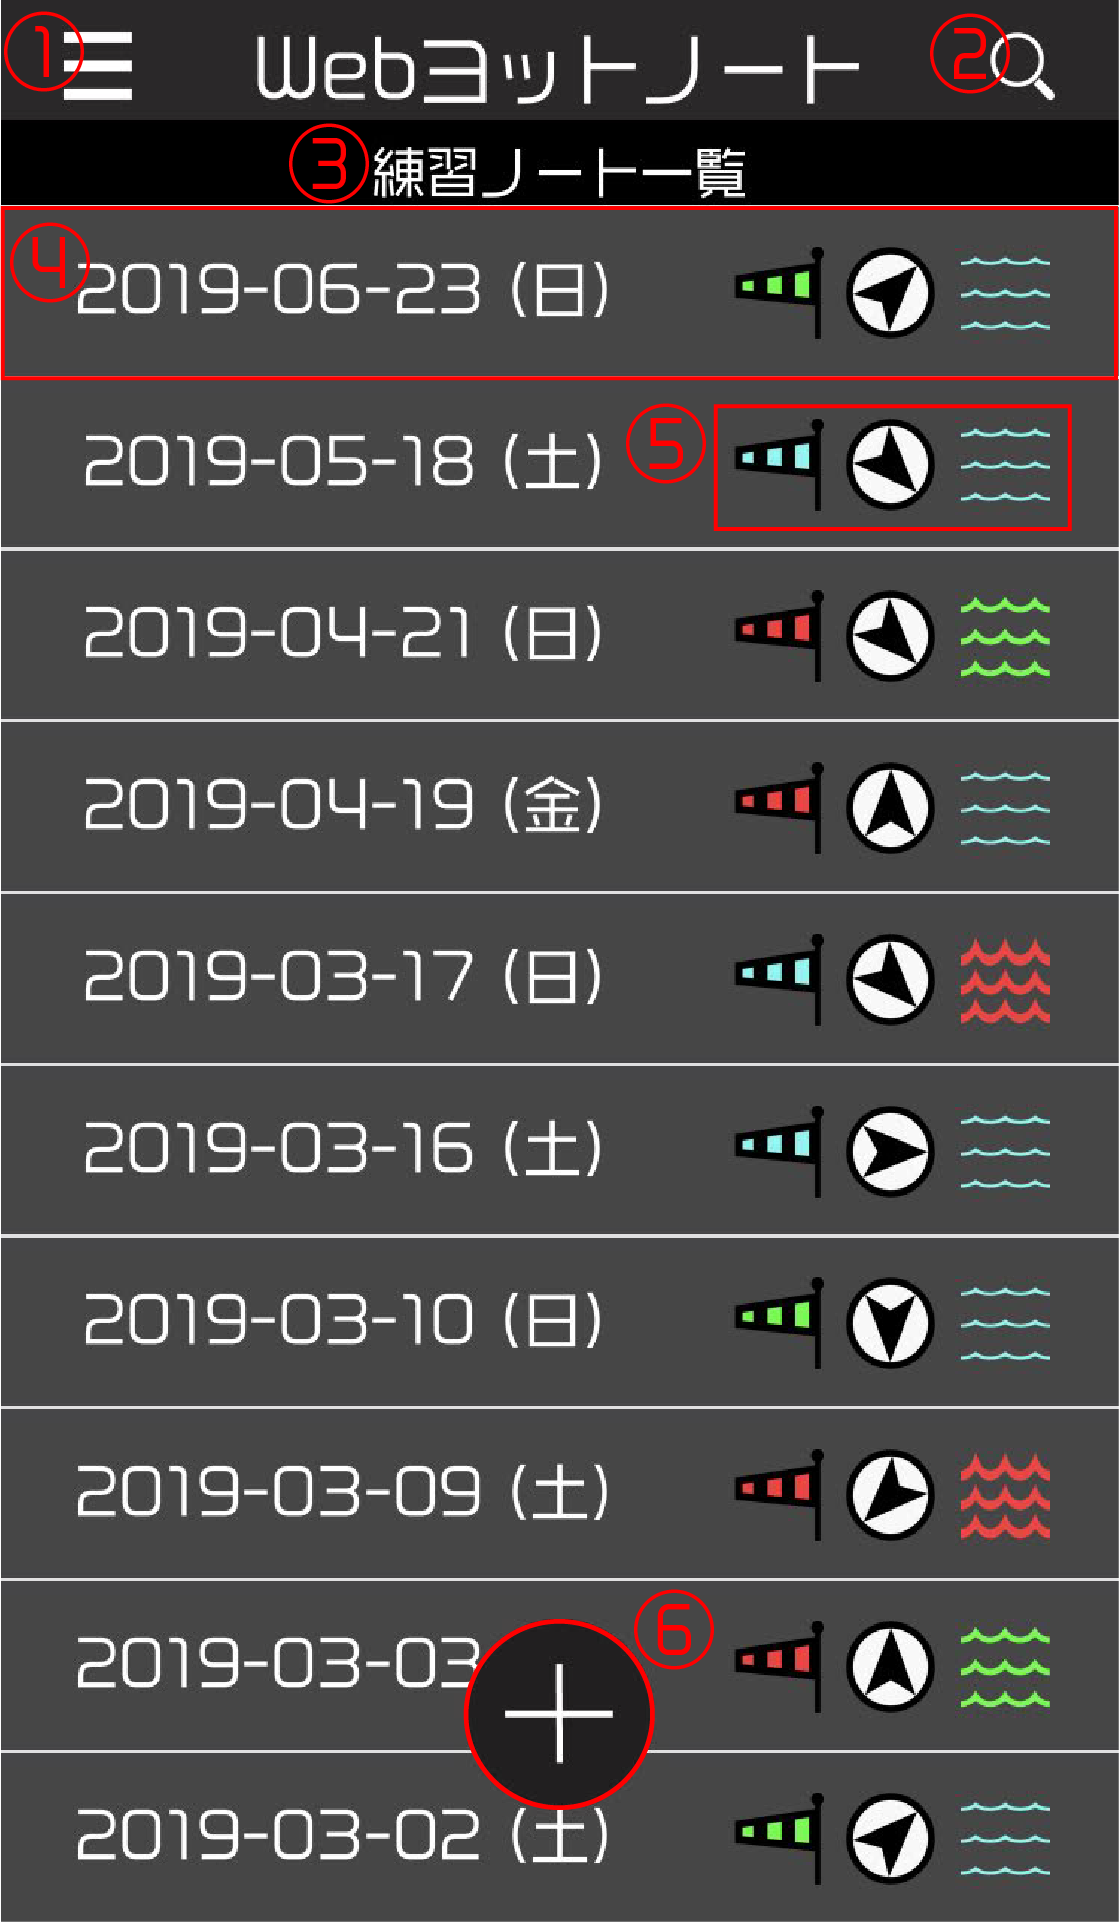 ① Webヨットノート ②
③ 練習ノート一覧
④ 2019-06-23 (日)
2019-05-18 (土) ⑤
2019-04-21 (日)
2019-04-19 (金)
2019-03-17 (日)
2019-03-16 (土)
2019-03-10 (日)
2019-03-09 (土)
2019-03-03 ⑥
2019-03-02 (土)